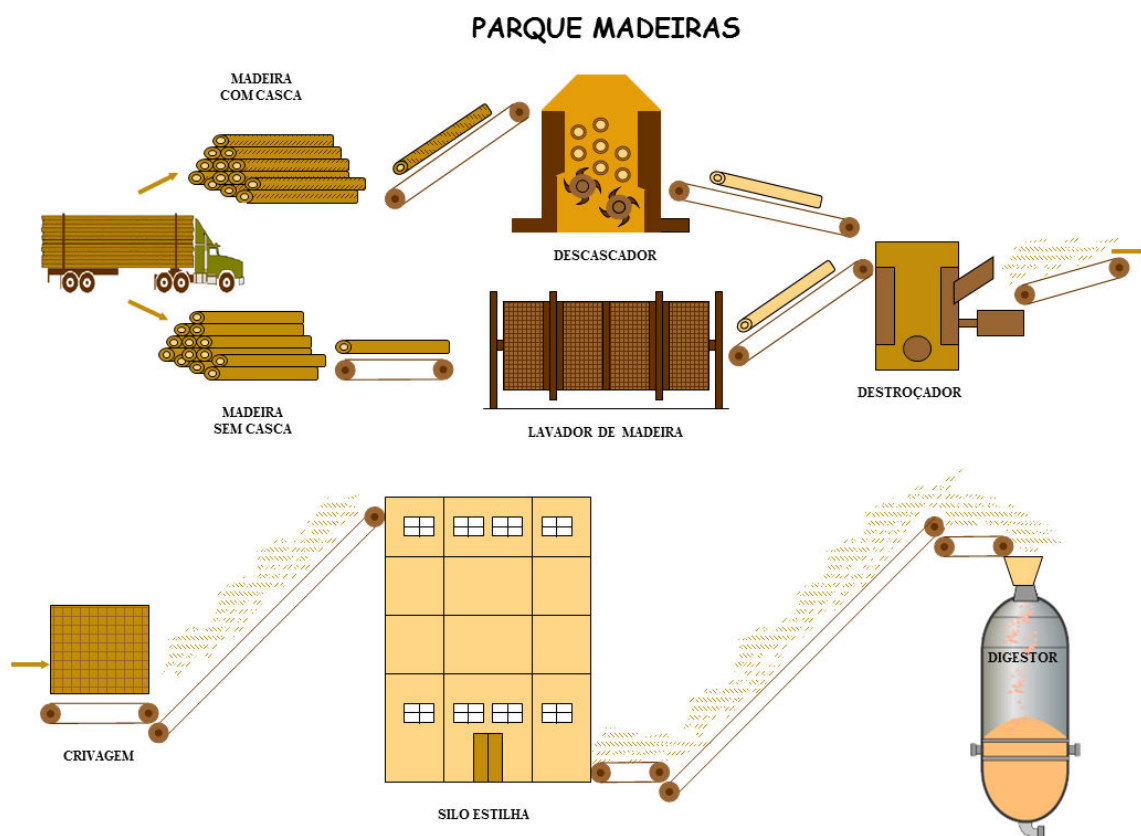 PARQUE MADEIRAS
MADEIRA
COM CASCA
DESCASCADOR
MADEIRA
SEM CASCA
LAVADOR DE MADEIRA
DESTROÇADOR
CRIVAGEM
SILO ESTILHA
DIGESTOR